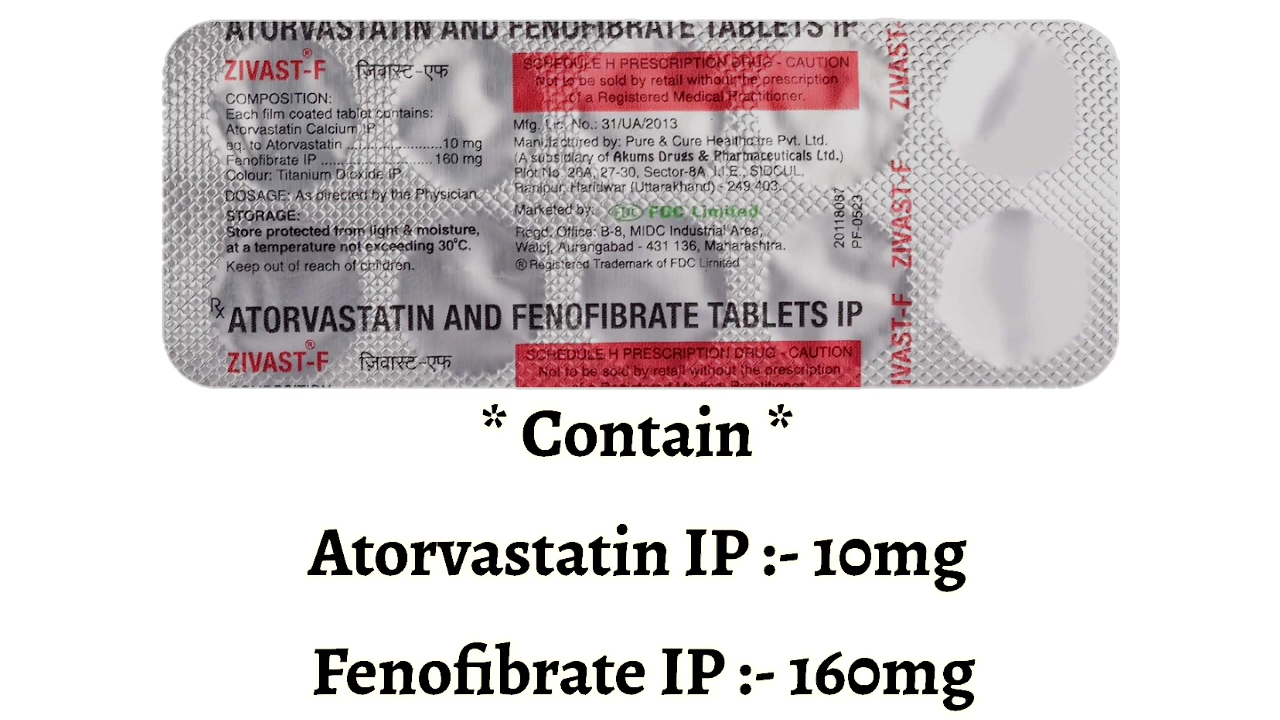 ATORVASTATIN AND FENOFIBRATE TABLETS IP
ZIVAST-F® ज़िवास्ट-एफ
COMPOSITION:
Each film coated tablet contains:
Atorvastatin Calcium IP
eq. to Atorvastatin ........................10 mg
Fenofibrate IP ............................ 160 mg
Colour: Titanium Dioxide IP
DOSAGE: As directed by the Physician
STORAGE:
Store protected from light & moisture,
at a temperature not exceeding 30°C.
Keep out of reach of children.
SCHEDULE H PRESCRIPTION DRUG - CAUTION
Not to be sold by retail without the prescription
of a Registered Medical Practitioner.
Mfg. Lic. No.: 31/UA/2013
Manufactured by: Pure & Cure Healthcare Pvt. Ltd.
(A subsidiary of Akums Drugs & Pharmaceuticals Ltd.)
Plot No. 26A, 27-30, Sector-8A, I.I.E., SIDCUL,
Ranipur, Haridwar (Uttarakhand) - 249 403.
Marketed by: FDC FDC Limited
Regd. Office: B-8, MIDC Industrial Area,
Waluj, Aurangabad - 431 136, Maharashtra.
® Registered Trademark of FDC Limited
20118087
PF-0523
ZIVAST-F ZIVAST-F ZIVAST-
Rx ATORVASTATIN AND FENOFIBRATE TABLETS IP
ZIVAST-F® ज़िवास्ट-एफ
SCHEDULE H PRESCRIPTION DRUG - CAUTION
Not to be sold by retail without the prescription
of a Registered Medical Practitioner
* Contain *
Atorvastatin IP :- 10mg
Fenofibrate IP :- 160mg